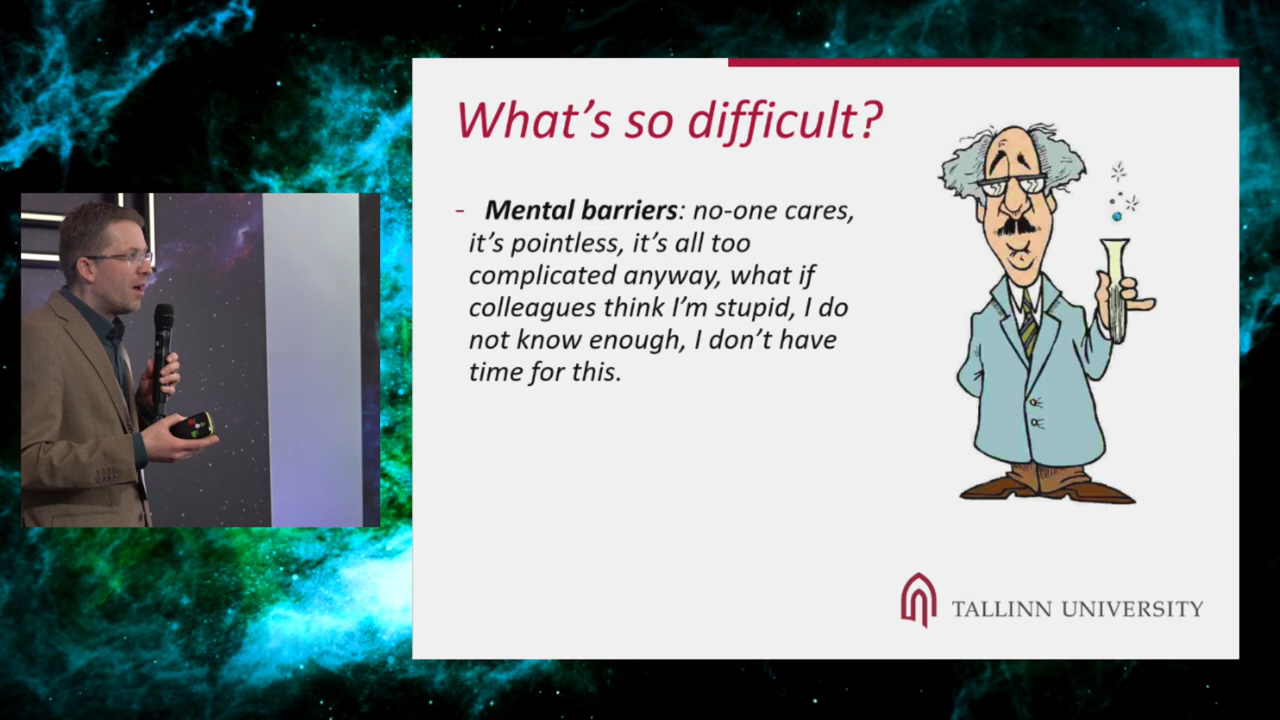 What's so difficult?
- Mental barriers: no-one cares,
it's pointless, it's all too
complicated anyway, what if
colleagues think I'm stupid, I do
not know enough, I don't have
time for this.
TALLINN UNIVERSITY